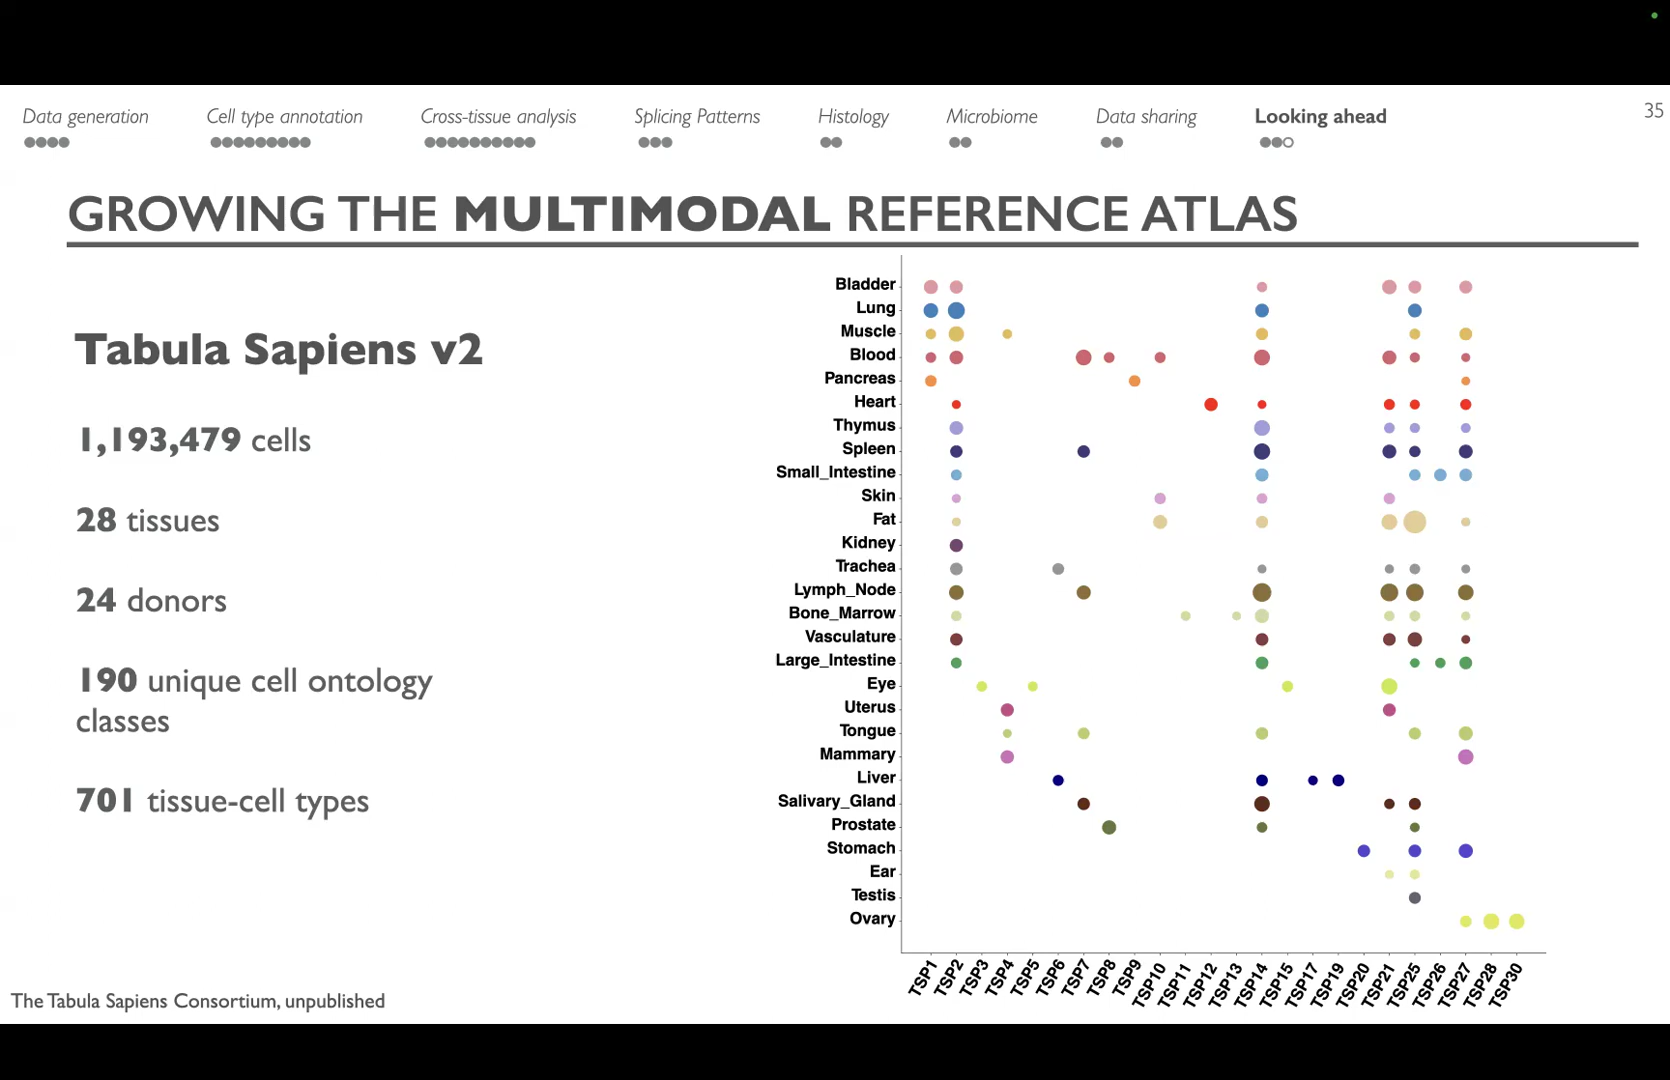 Data generation Cell type annotation Cross-tissue analysis Splicing Patterns Histology Microbiome Data sharing Looking ahead 35
GROWING THE MULTIMODAL REFERENCE ATLAS
Tabula Sapiens v2
1,193,479 cells
28 tissues
24 donors
190 unique cell ontology
classes
701 tissue-cell types
Bladder
Lung
Muscle
Blood
Pancreas
Heart
Thymus
Spleen
Small_Intestine
Skin
Fat
Kidney
Trachea
Lymph_Node
Bone_Marrow
Vasculature
Large_Intestine
Eye
Uterus
Tongue
Mammary
Liver
Salivary_Gland
Prostate
Stomach
Ear
Testis
Ovary
TSP1 TSP2 TSP3 TSP4 TSP5 TSP6 TSP7 TSP8 TSP9 TSP10 TSP11 TSP12 TSP13 TSP14 TSP15 TSP17 TSP19 TSP20 TSP21 TSP25 TSP26 TSP27 TSP28 TSP30
The Tabula Sapiens Consortium, unpublished